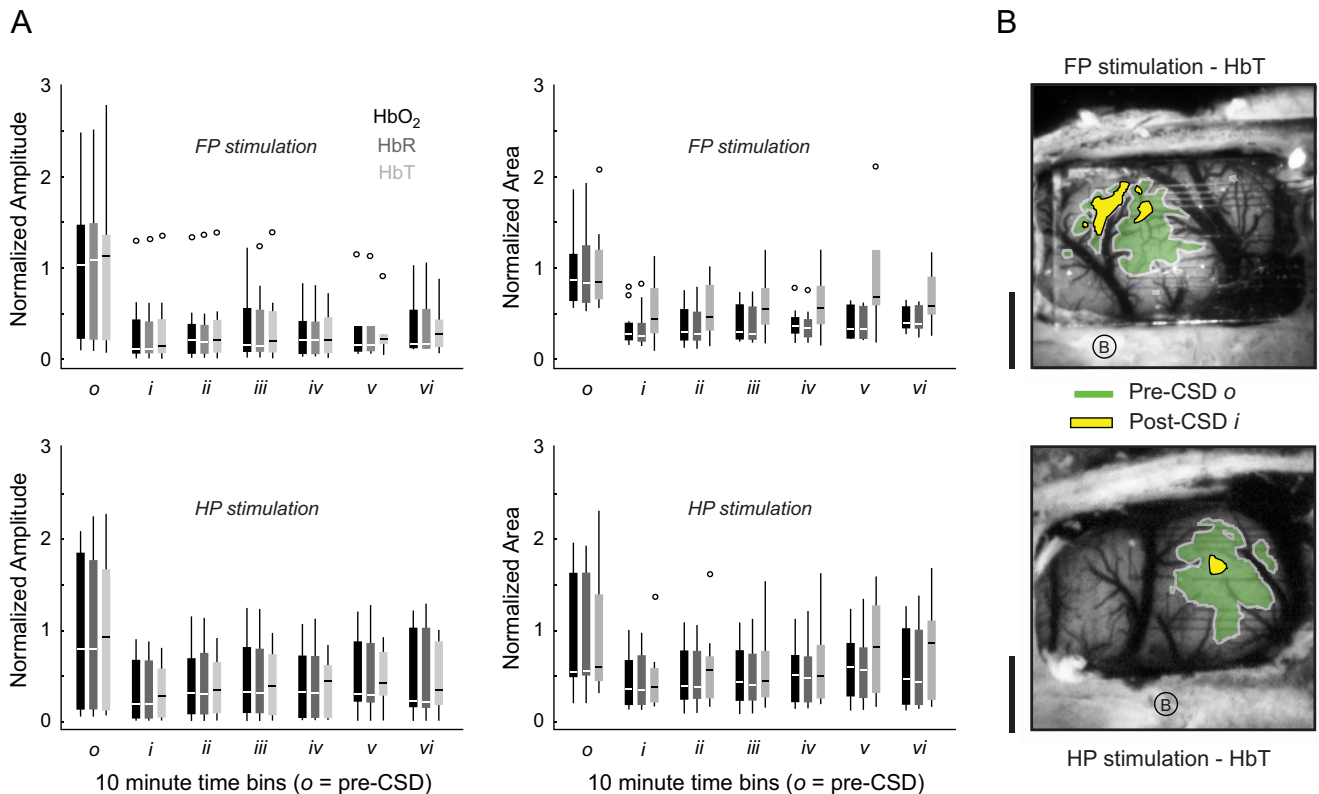 A
B
Normalized Amplitude
3
2
1
0
FP stimulation
HbO₂
HbR
HbT
o i ii iii iv v vi
Normalized Area
3
2
1
0
FP stimulation
o i ii iii iv v vi
FP stimulation - HbT
B
Pre-CSD o
Post-CSD i
Normalized Amplitude
3
2
1
0
HP stimulation
o i ii iii iv v vi
10 minute time bins (o = pre-CSD)
Normalized Area
3
2
1
0
HP stimulation
o i ii iii iv v vi
10 minute time bins (o = pre-CSD)
B
HP stimulation - HbT